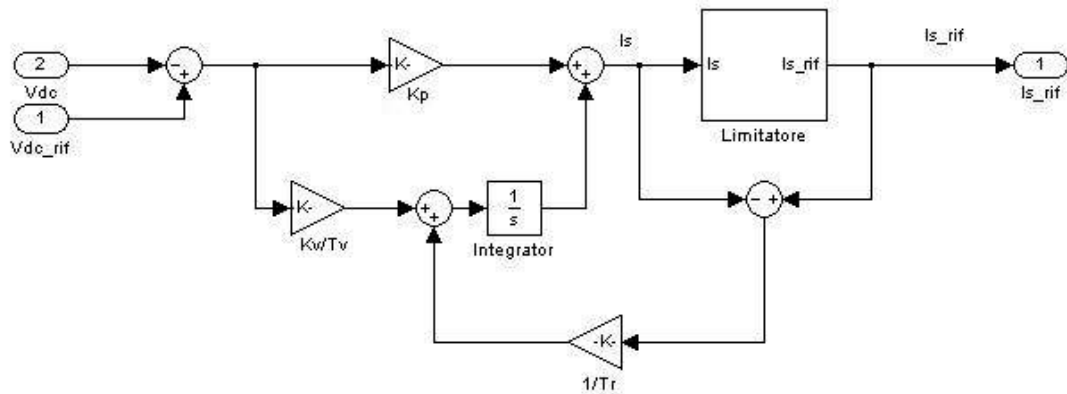 2
Vdc
1
Vdc_rif
-
+
K-
Kp
+
+
Is
Is
Is_rif
Limitatore
Is_rif
1
Is_rif
K-
Kv/Tv
+
+
1
s
Integrator
-
+
-K-
1/Tr